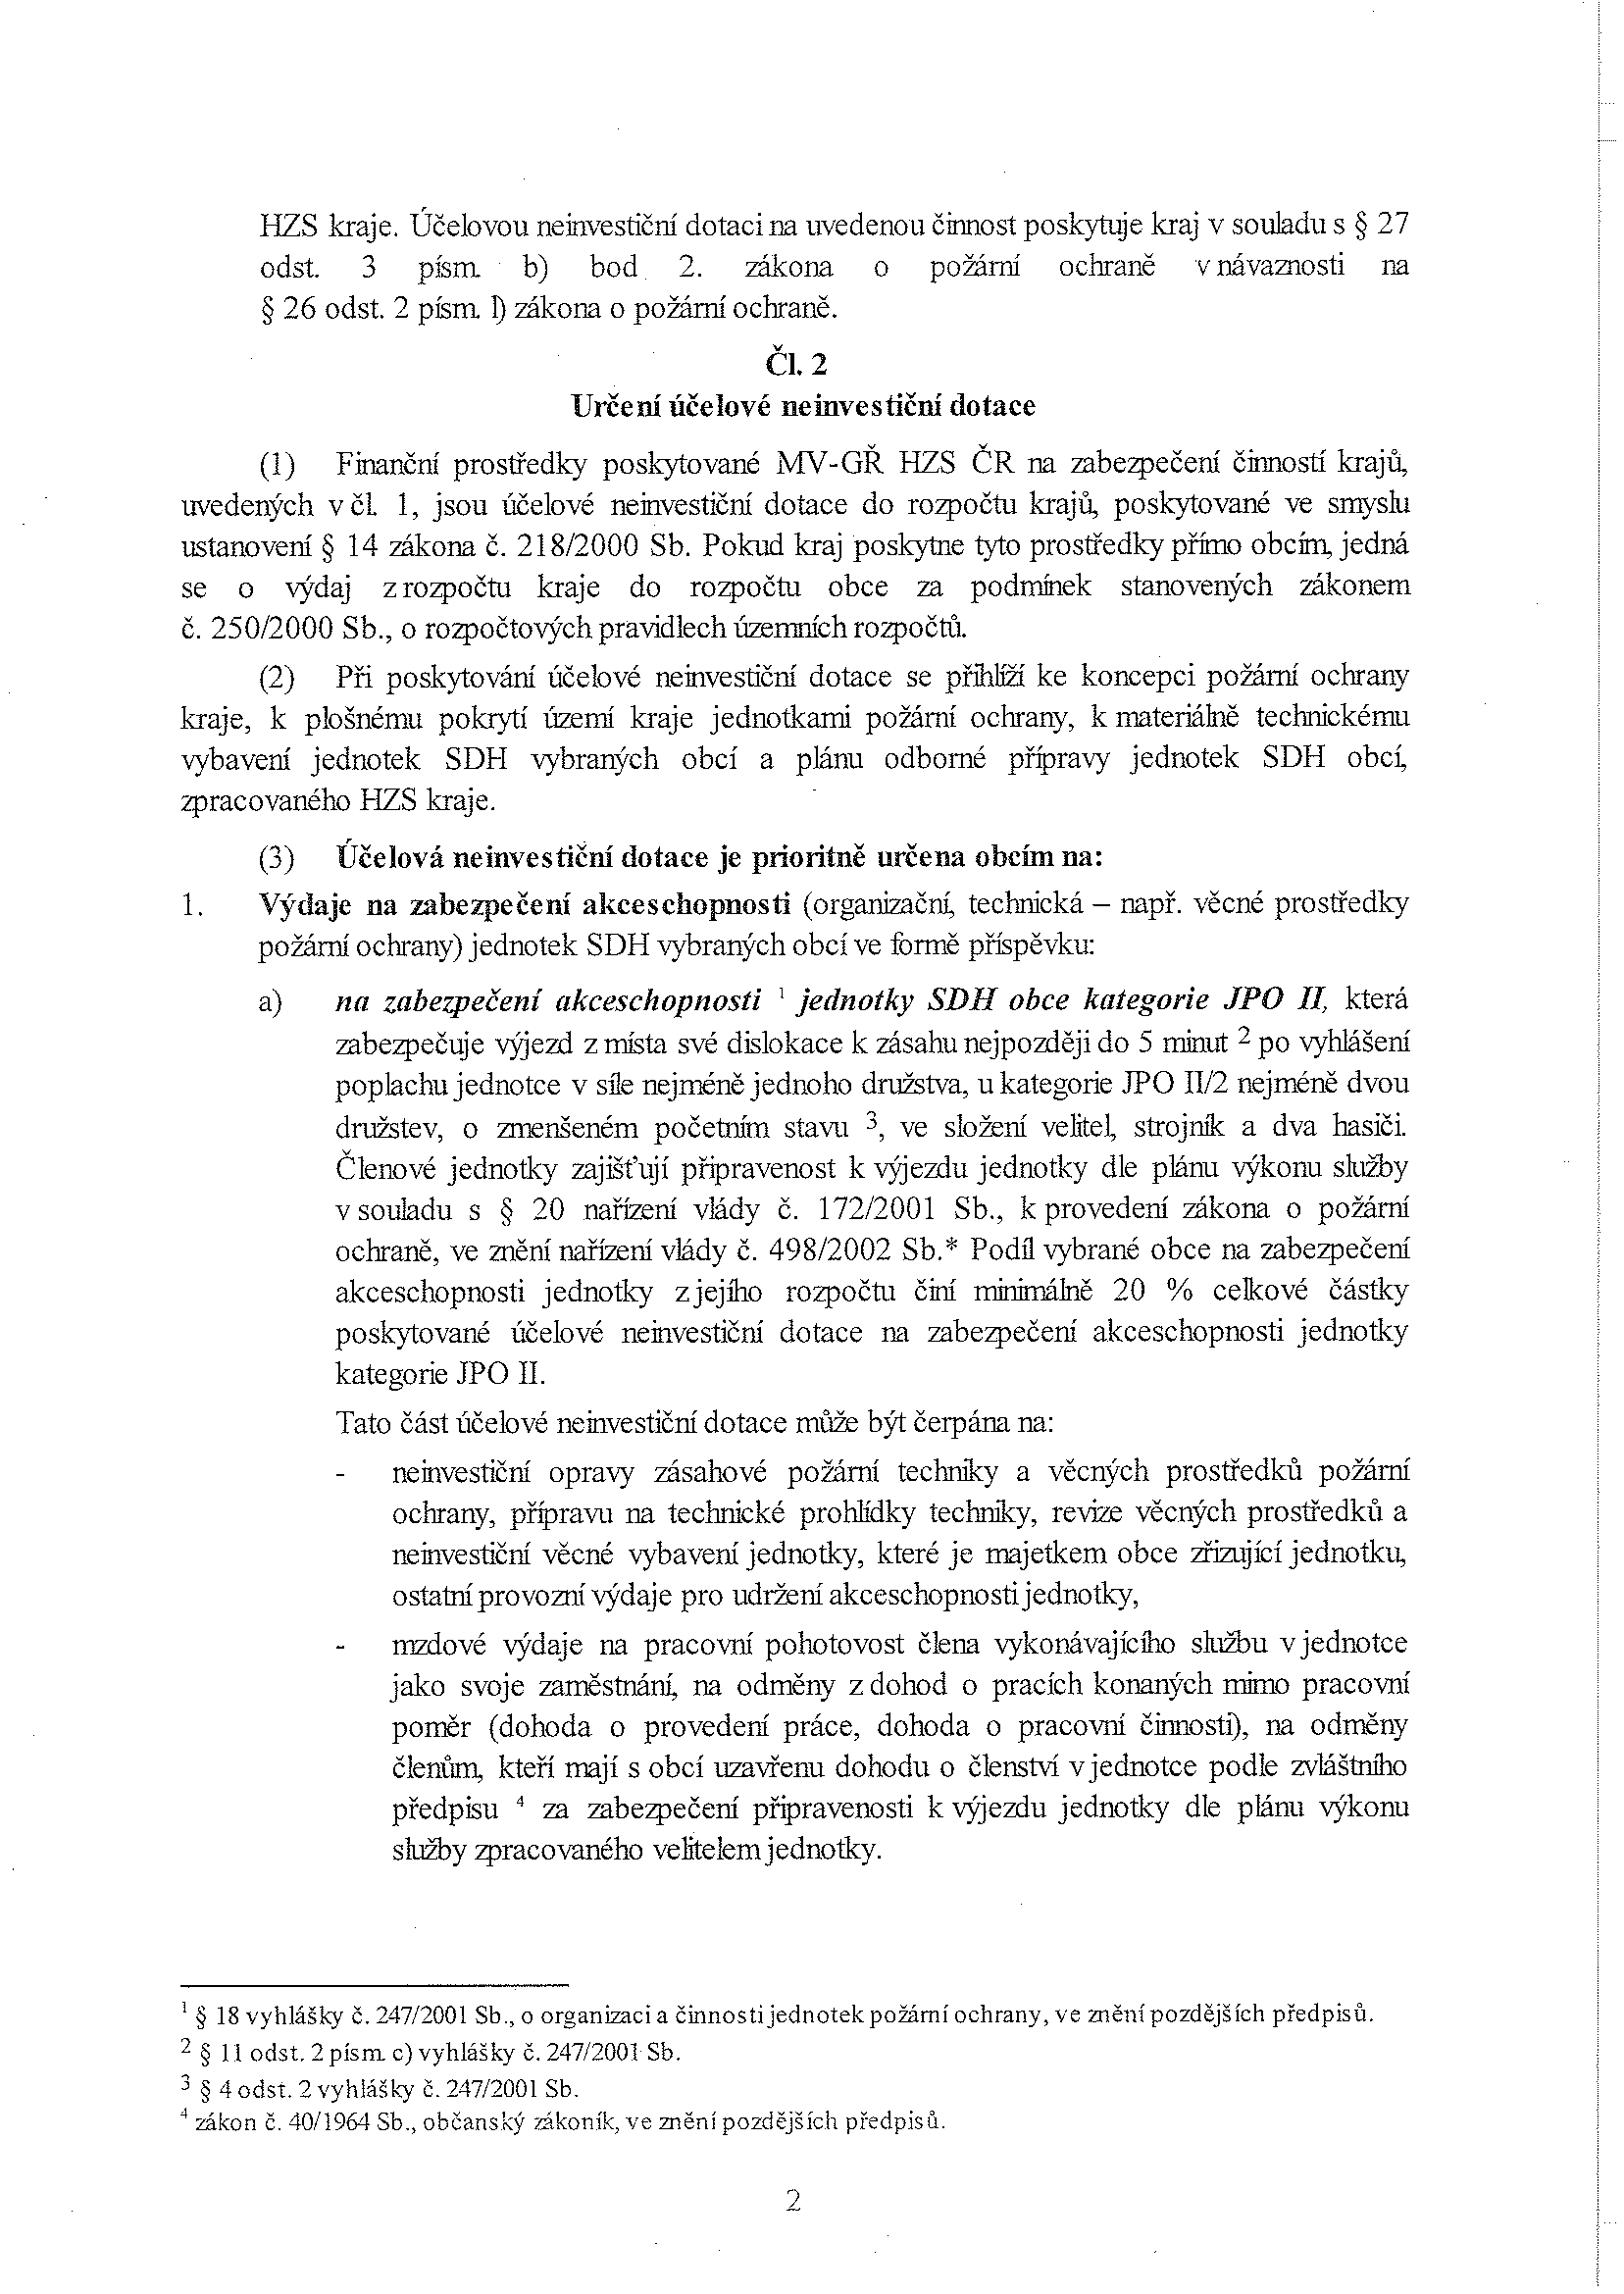 HZS kraje. Účelovou neinvestiční dotaci na uvedenou činnost poskytuje kraj v souladu s § 27
odst. 3 písm. b) bod 2. zákona o požární ochraně v návaznosti na
§ 26 odst. 2 písm. l) zákona o požární ochraně.
Čl. 2
Určení účelové neinvestiční dotace
(1) Finanční prostředky poskytované MV-GŘ HZS ČR na zabezpečení činností krajů,
uvedených v čl. 1, jsou účelové neinvestiční dotace do rozpočtu krajů, poskytované ve smyslu
ustanovení § 14 zákona č. 218/2000 Sb. Pokud kraj poskytne tyto prostředky přímo obcím, jedná
se o výdaj z rozpočtu kraje do rozpočtu obce za podmínek stanovených zákonem
č. 250/2000 Sb., o rozpočtových pravidlech územních rozpočtů.
(2) Při poskytování účelové neinvestiční dotace se přihlíží ke koncepci požární ochrany
kraje, k plošnému pokrytí území kraje jednotkami požární ochrany, k materiálně technickému
vybavení jednotek SDH vybraných obcí a plánu odborné přípravy jednotek SDH obcí,
zpracovaného HZS kraje.
(3) Účelová neinvestiční dotace je prioritně určena obcím na:
1. Výdaje na zabezpečení akceschopnosti (organizační, technická – např. věcné prostředky
požární ochrany) jednotek SDH vybraných obcí ve formě příspěvku:
a) na zabezpečení akceschopnosti ¹ jednotky SDH obce kategorie JPO II, která
zabezpečuje výjezd z místa své dislokace k zásahu nejpozději do 5 minut ² po vyhlášení
poplachu jednotce v síle nejméně jednoho družstva, u kategorie JPO II/2 nejméně dvou
družstev, o zmenšeném početním stavu ³, ve složení velitel, strojník a dva hasiči.
Členové jednotky zajišťují připravenost k výjezdu jednotky dle plánu výkonu služby
v souladu s § 20 nařízení vlády č. 172/2001 Sb., k provedení zákona o požární
ochraně, ve znění nařízení vlády č. 498/2002 Sb.* Podíl vybrané obce na zabezpečení
akceschopnosti jednotky z jejího rozpočtu činí minimálně 20 % celkové částky
poskytované účelové neinvestiční dotace na zabezpečení akceschopnosti jednotky
kategorie JPO II.
Tato část účelové neinvestiční dotace může být čerpána na:
- neinvestiční opravy zásahové požární techniky a věcných prostředků požární
ochrany, přípravu na technické prohlídky techniky, revize věcných prostředků a
neinvestiční věcné vybavení jednotky, které je majetkem obce zřizující jednotku,
ostatní provozní výdaje pro udržení akceschopnosti jednotky,
- mzdové výdaje na pracovní pohotovost člena vykonávajícího službu v jednotce
jako svoje zaměstnání, na odměny z dohod o pracích konaných mimo pracovní
poměr (dohoda o provedení práce, dohoda o pracovní činnosti), na odměny
členům, kteří mají s obcí uzavřenu dohodu o členství v jednotce podle zvláštního
předpisu ⁴ za zabezpečení připravenosti k výjezdu jednotky dle plánu výkonu
služby zpracovaného velitelem jednotky.
¹ § 18 vyhlášky č. 247/2001 Sb., o organizaci a činnosti jednotek požární ochrany, ve znění pozdějších předpisů.
² § 11 odst. 2 písm. c) vyhlášky č. 247/2001 Sb.
³ § 4 odst. 2 vyhlášky č. 247/2001 Sb.
⁴ zákon č. 40/1964 Sb., občanský zákoník, ve znění pozdějších předpisů.
2